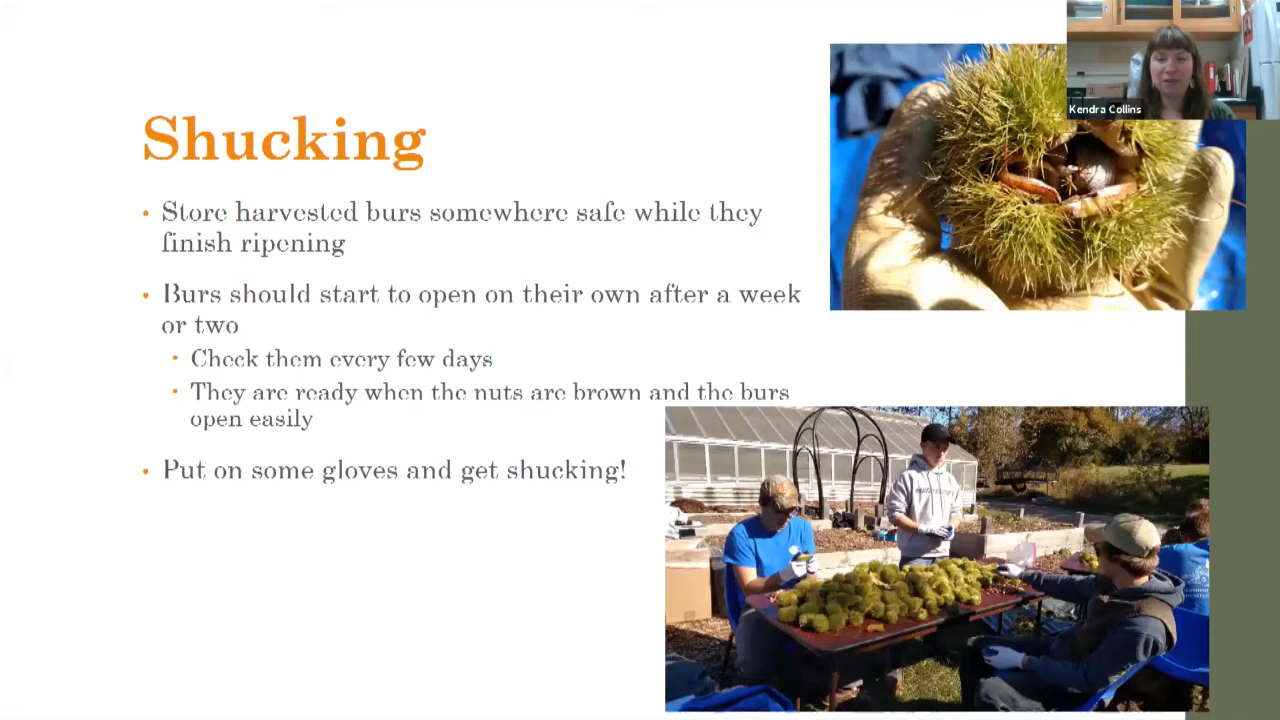 Kendra Collins
Shucking
• Store harvested burs somewhere safe while they
finish ripening
• Burs should start to open on their own after a week
or two
• Check them every few days
• They are ready when the nuts are brown and the burs
open easily
• Put on some gloves and get shucking!